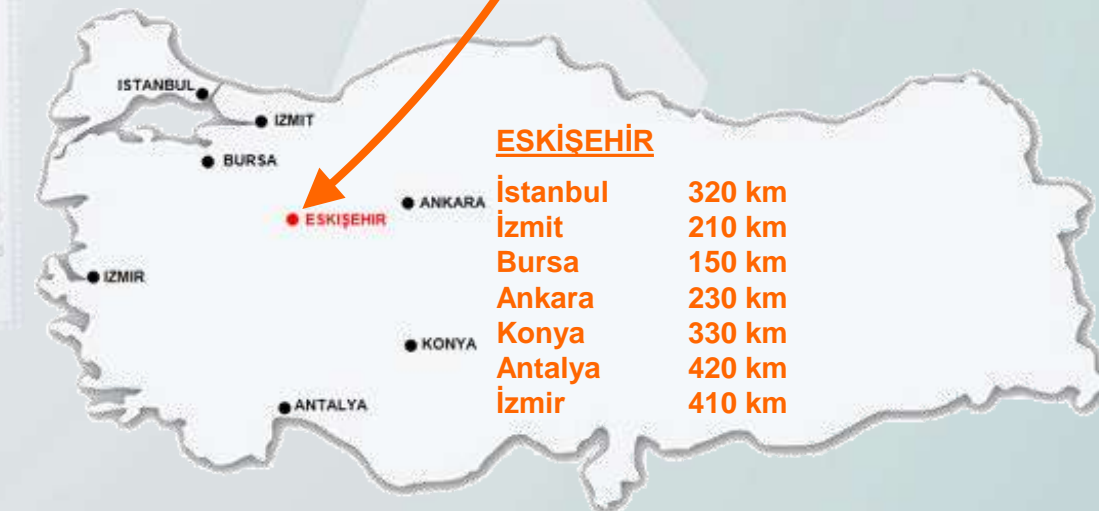 ISTANBUL
IZMIT
BURSA
ANKARA
ESKIŞEHIR
IZMIR
KONYA
ANTALYA
ESKİŞEHİR
İstanbul 320 km
İzmit 210 km
Bursa 150 km
Ankara 230 km
Konya 330 km
Antalya 420 km
İzmir 410 km